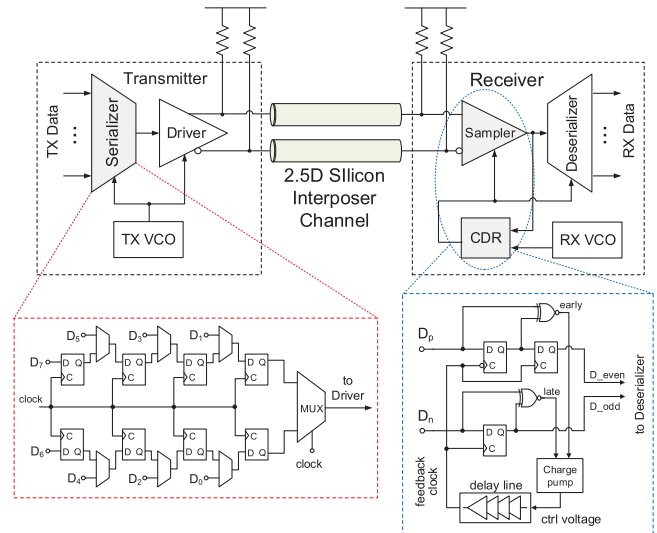 Transmitter
Receiver
TX Data
...
Serializer
Driver
TX VCO
2.5D SIlicon
Interposer
Channel
Sampler
Deserializer
...
RX Data
CDR
RX VCO
D5
D3
D1
D7
D Q
C
D Q
C
D Q
C
D Q
C
clock
MUX
to
Driver
clock
D Q
C
D Q
C
D Q
C
D Q
C
D6
D4
D2
D0
early
Dp
D Q
C
D Q
C
D_even
late
D_odd
Dn
D Q
C
to Deserializer
feedback
clock
delay line
Charge
pump
ctrl voltage